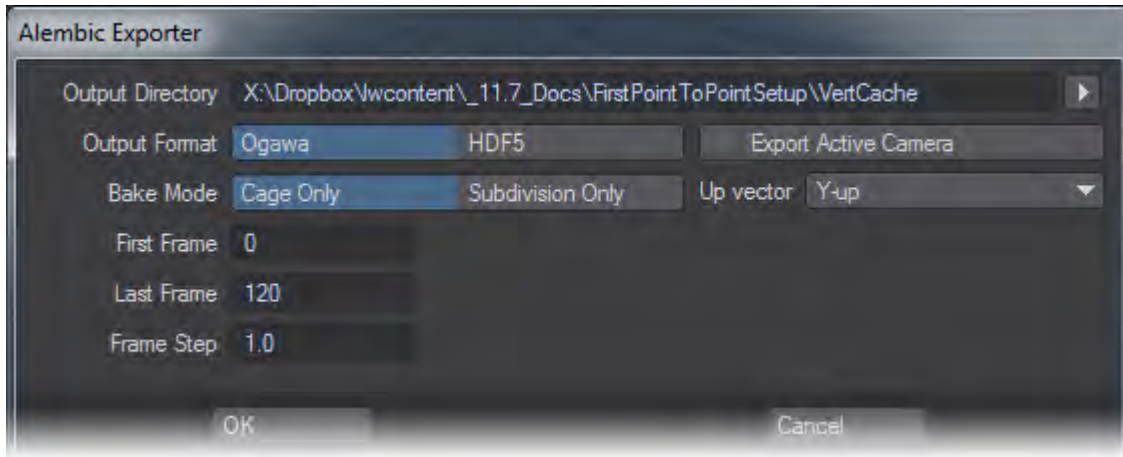 Alembic Exporter
Output Directory X:\Dropbox\lwcontent\_11.7_Docs\FirstPointToPointSetup\VertCache
Output Format Ogawa HDF5 Export Active Camera
Bake Mode Cage Only Subdivision Only Up vector Y-up
First Frame 0
Last Frame 120
Frame Step 1.0
OK Cancel